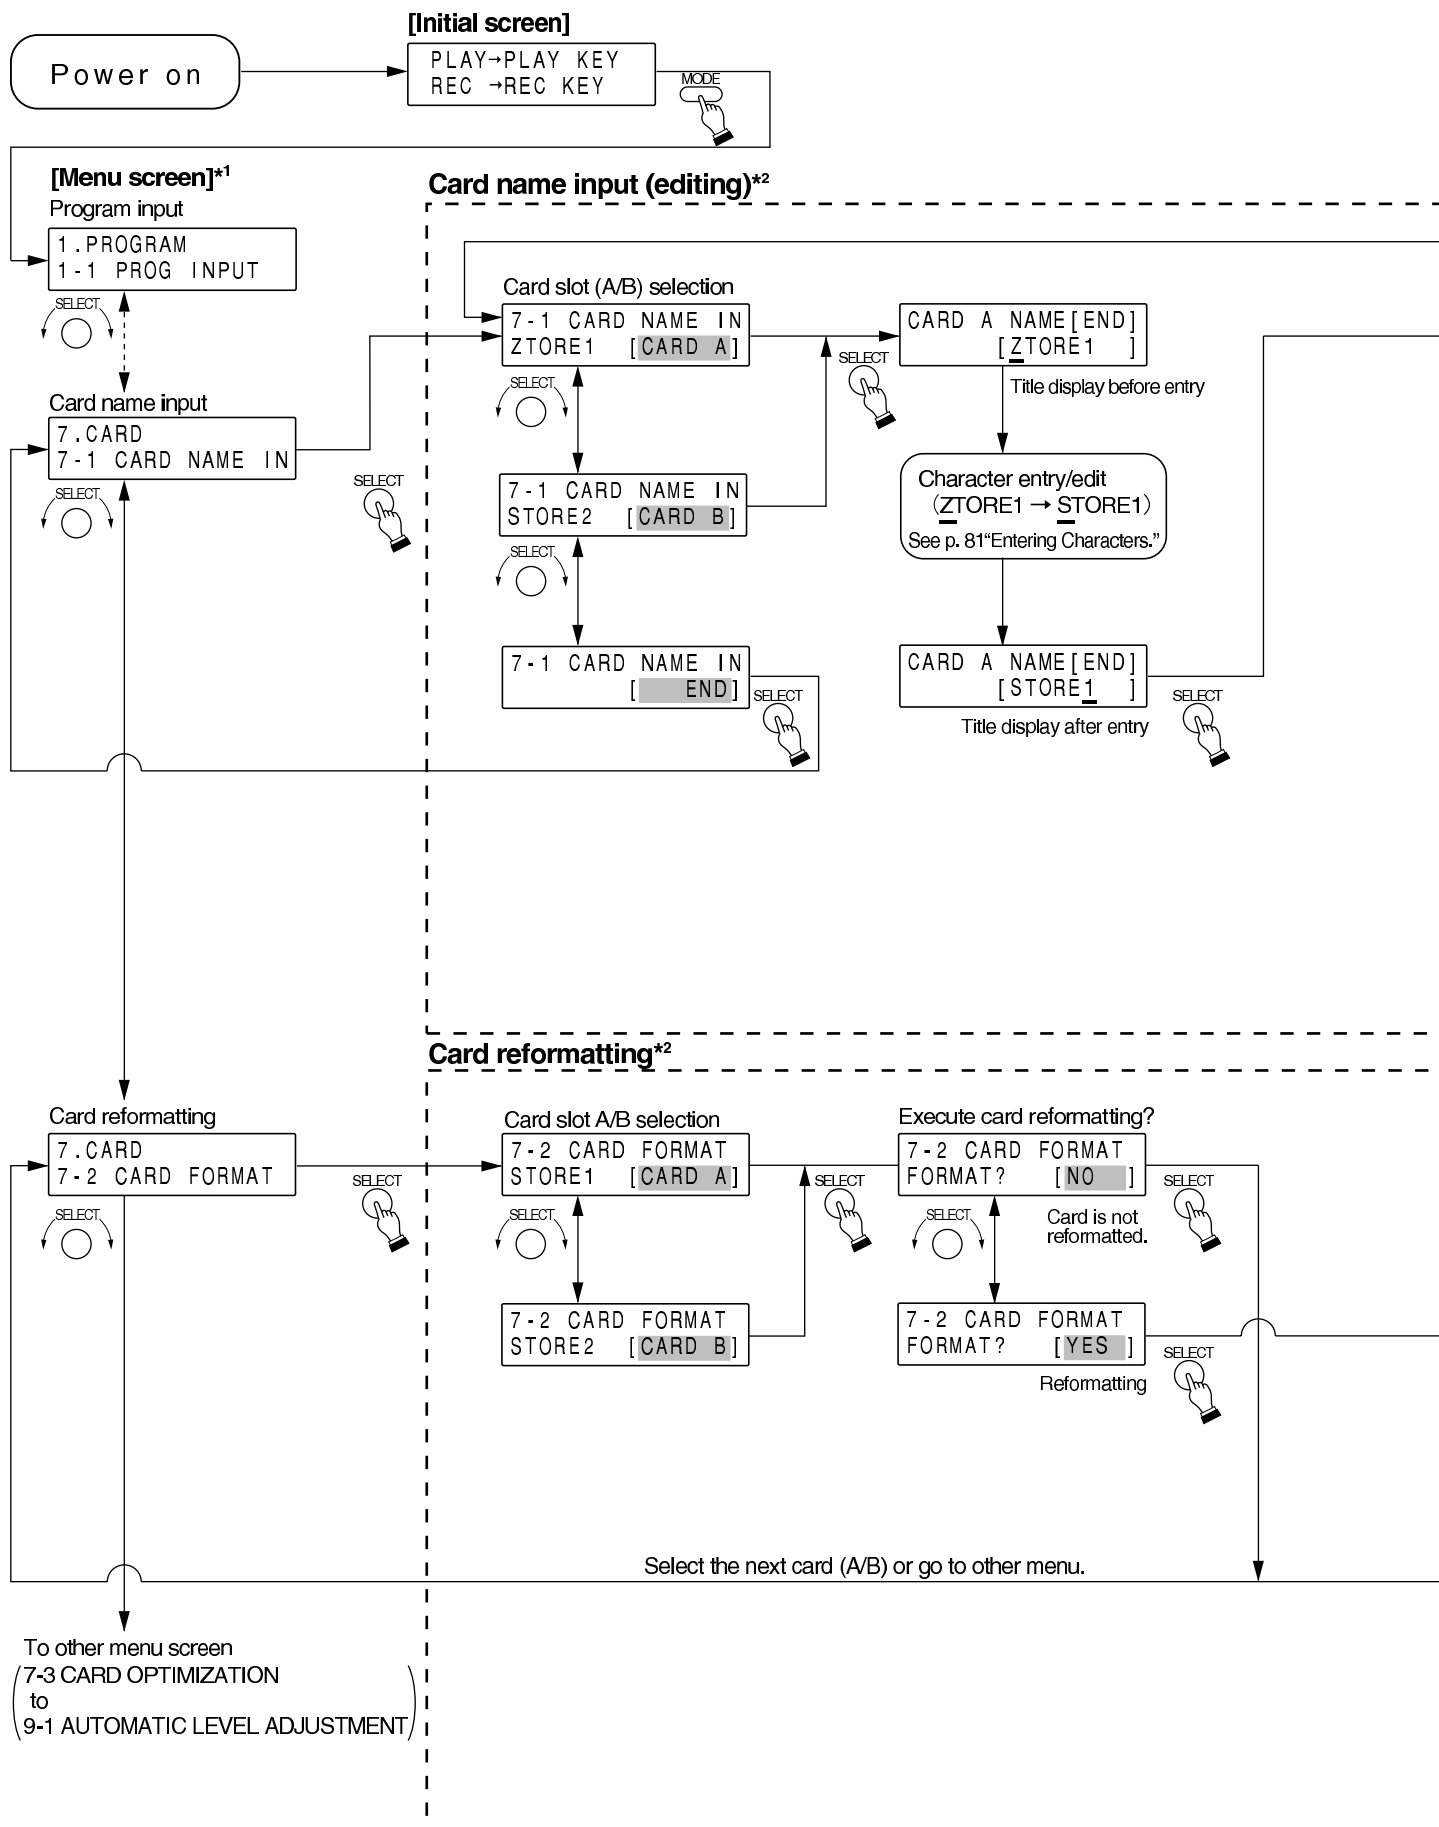 [Initial screen]
Power on
PLAY→PLAY KEY
REC →REC KEY
MODE
[Menu screen]*1
Program input
1.PROGRAM
1-1 PROG INPUT
SELECT
Card name input
7.CARD
7-1 CARD NAME IN
SELECT
SELECT
Card name input (editing)*2
Card slot (A/B) selection
7-1 CARD NAME IN
ZTORE1 [CARD A]
SELECT
7-1 CARD NAME IN
STORE2 [CARD B]
SELECT
7-1 CARD NAME IN
[ END]
SELECT
SELECT
CARD A NAME[END]
[ZTORE1 ]
Title display before entry
Character entry/edit
(ZTORE1 → STORE1)
See p. 81“Entering Characters.”
CARD A NAME[END]
[STORE1 ]
Title display after entry
SELECT
Card reformatting*2
Card reformatting
7.CARD
7-2 CARD FORMAT
SELECT
SELECT
Card slot A/B selection
7-2 CARD FORMAT
STORE1 [CARD A]
SELECT
7-2 CARD FORMAT
STORE2 [CARD B]
SELECT
Execute card reformatting?
7-2 CARD FORMAT
FORMAT? [NO ]
SELECT
Card is not
reformatted.
SELECT
7-2 CARD FORMAT
FORMAT? [YES ]
Reformatting
SELECT
Select the next card (A/B) or go to other menu.
To other menu screen
(7-3 CARD OPTIMIZATION
to
9-1 AUTOMATIC LEVEL ADJUSTMENT)